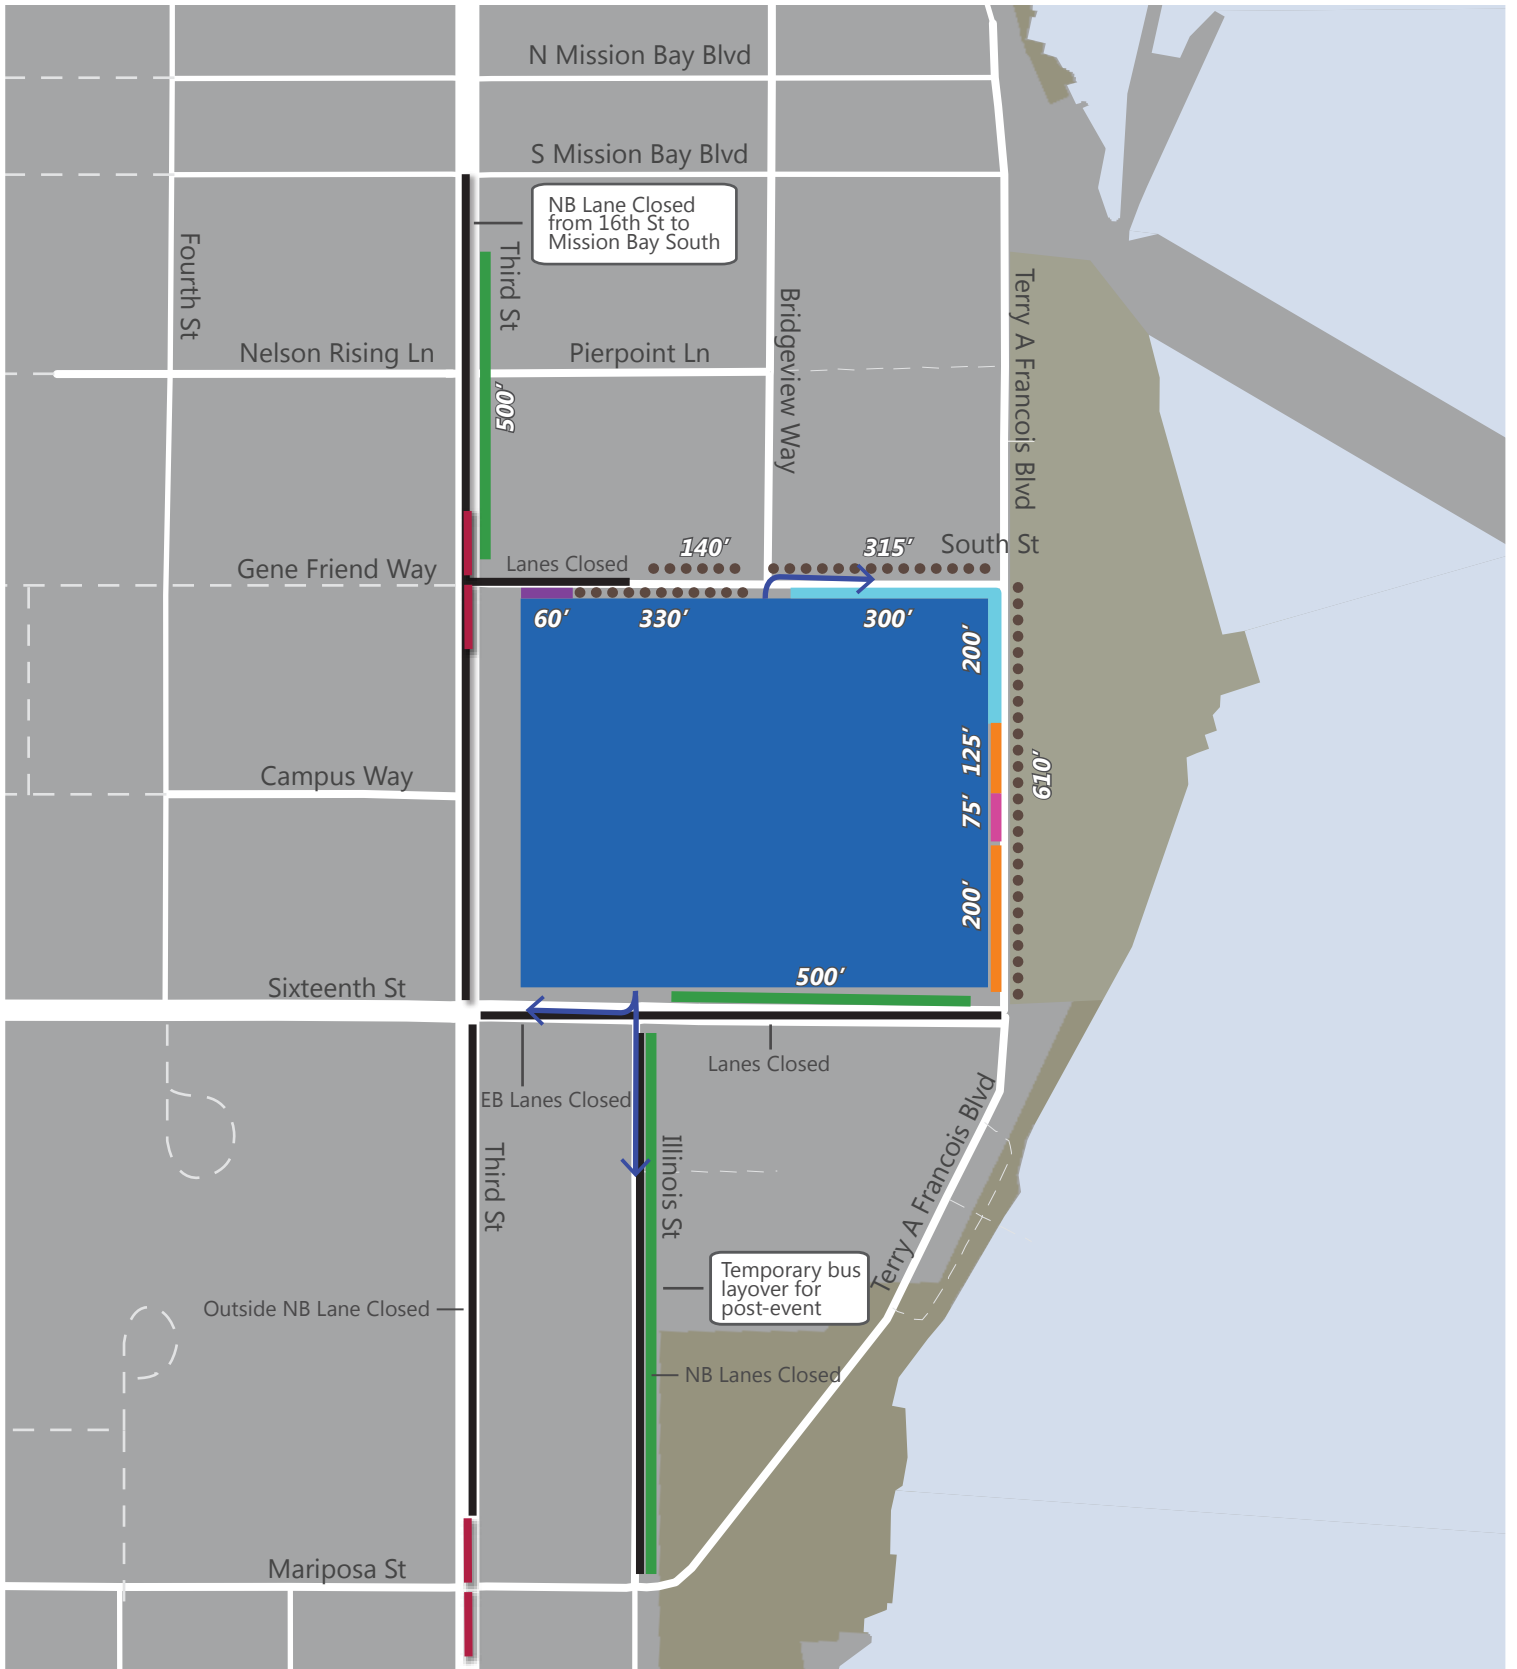 N Mission Bay Blvd
S Mission Bay Blvd
NB Lane Closed
from 16th St to
Mission Bay South
Fourth St
Third St
Bridgeview Way
Terry A Francois Blvd
Nelson Rising Ln
Pierpoint Ln
500’
Gene Friend Way
Lanes Closed
140’
315’
South St
60’
330’
300’
200’
125’
75’
200’
610’
Campus Way
Sixteenth St
500’
EB Lanes Closed
Lanes Closed
Third St
Illinois St
Terry A Francois Blvd
Temporary bus
layover for
post-event
Outside NB Lane Closed
NB Lanes Closed
Mariposa St